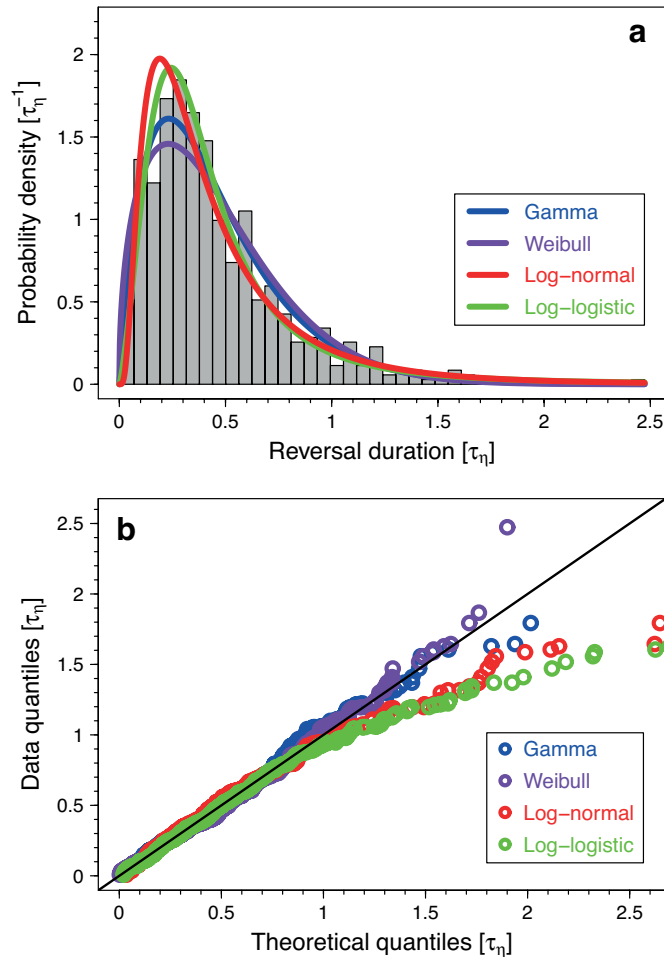 a
Probability density [τη⁻¹]
2
1.5
1
0.5
0
Gamma
Weibull
Log−normal
Log−logistic
0 0.5 1 1.5 2 2.5
Reversal duration [τη]
b
Data quantiles [τη]
2.5
2
1.5
1
0.5
0
Gamma
Weibull
Log−normal
Log−logistic
0 0.5 1 1.5 2 2.5
Theoretical quantiles [τη]